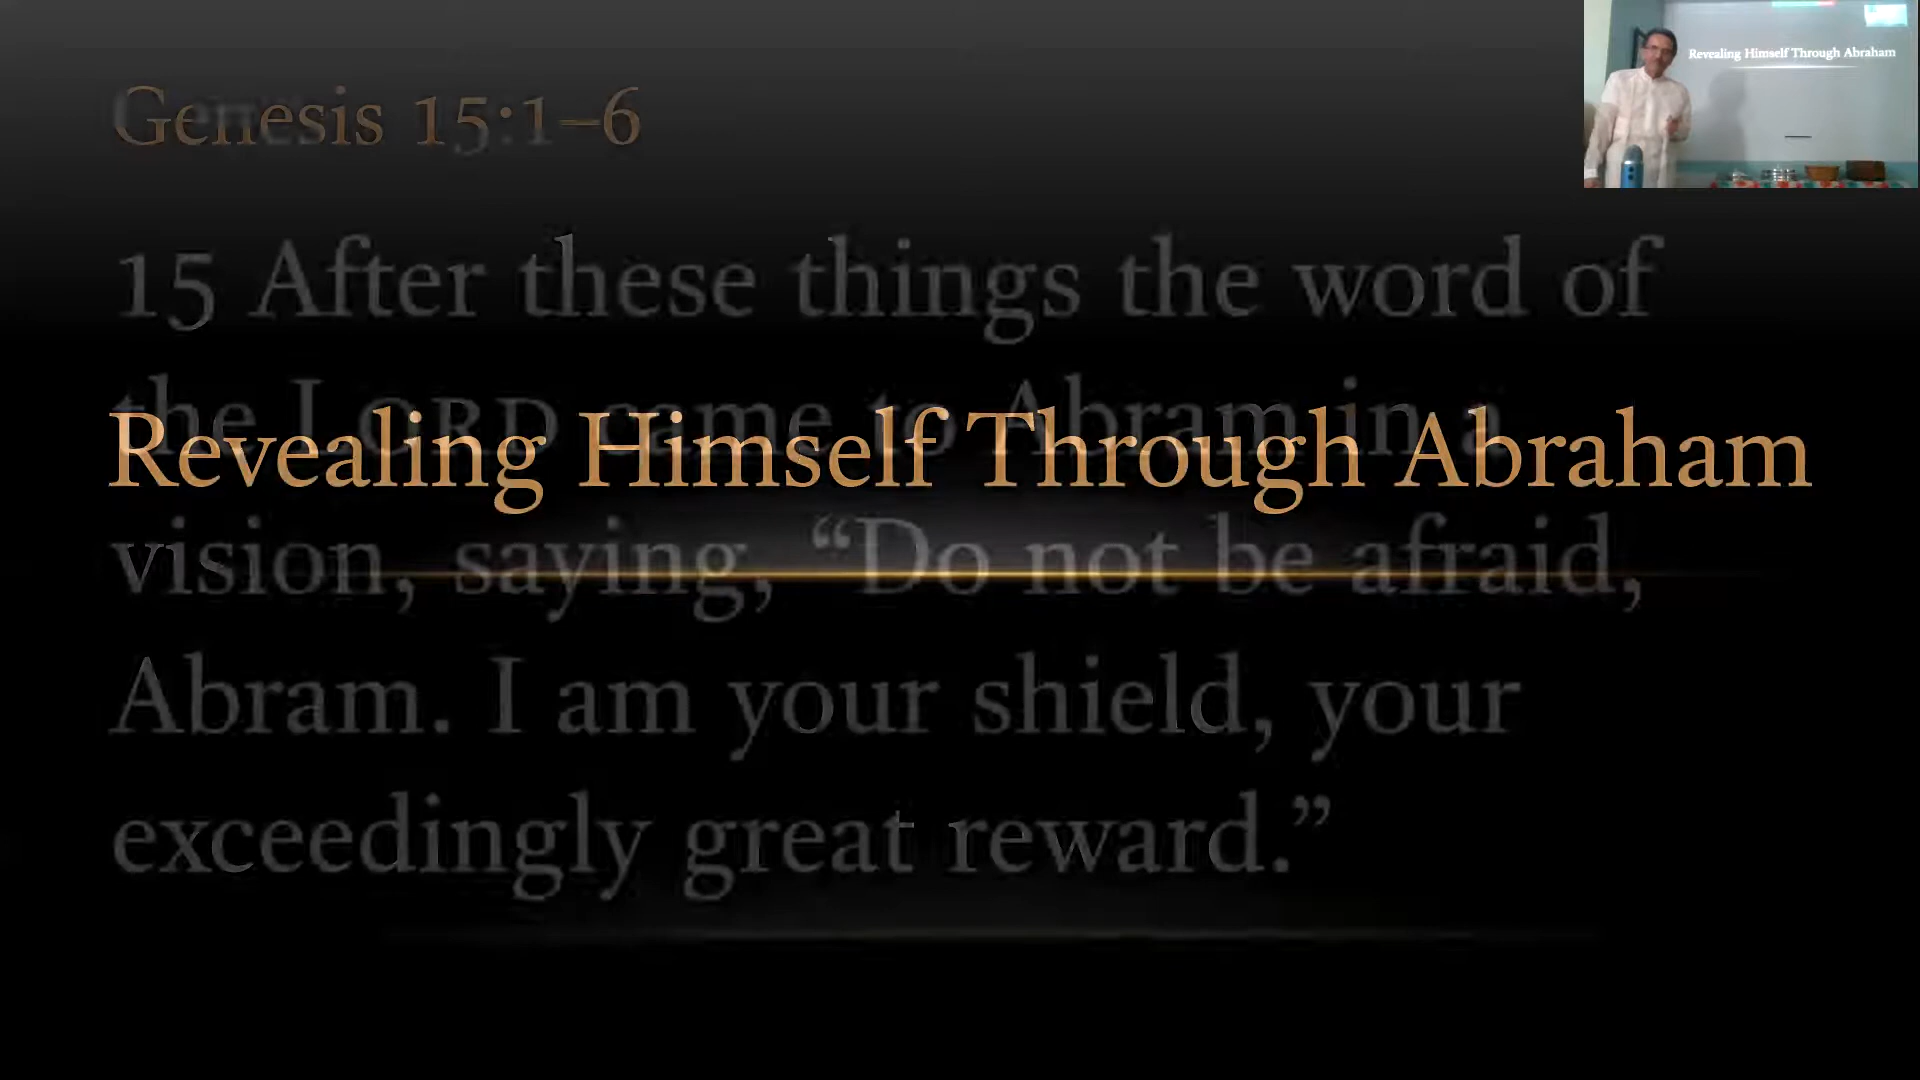 Genesis 15:1–6
15 After these things the word of
the LORD came to Abram in a
Revealing Himself Through Abraham
vision, saying, “Do not be afraid,
Abram. I am your shield, your
exceedingly great reward.”
Revealing Himself Through Abraham